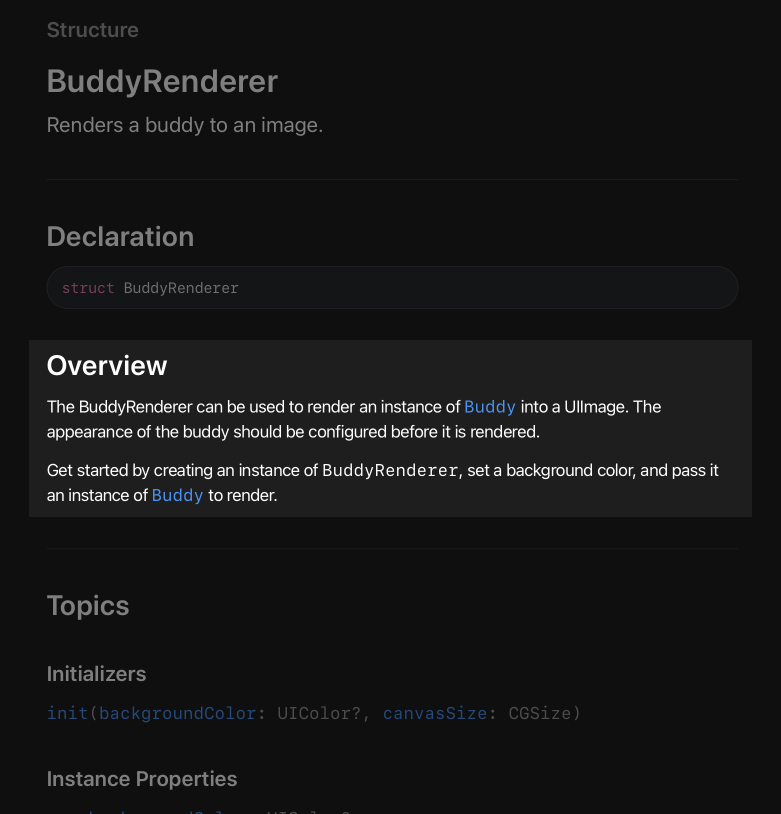 Structure
BuddyRenderer
Renders a buddy to an image.
Declaration
struct BuddyRenderer
Overview
The BuddyRenderer can be used to render an instance of Buddy into a UIImage. The
appearance of the buddy should be configured before it is rendered.
Get started by creating an instance of BuddyRenderer, set a background color, and pass it
an instance of Buddy to render.
Topics
Initializers
init(backgroundColor: UIColor?, canvasSize: CGSize)
Instance Properties